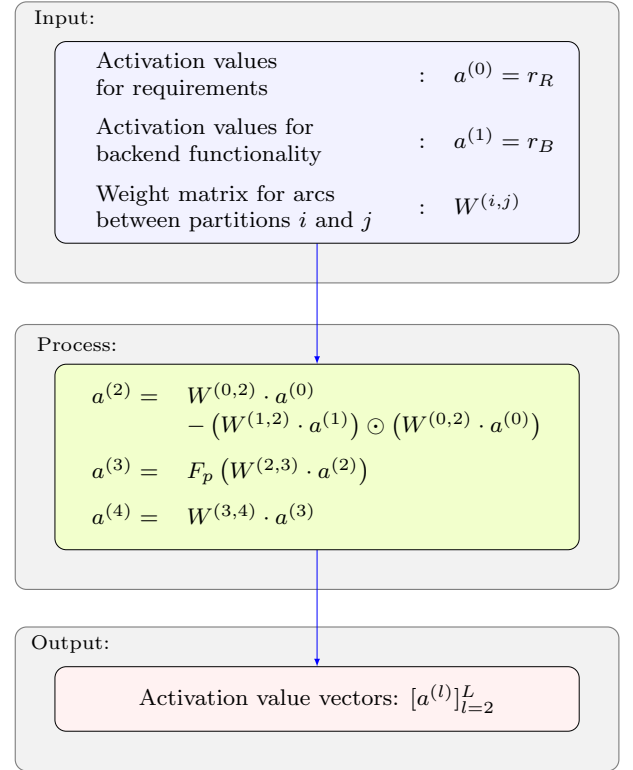 Input:
Activation values
for requirements : a^{(0)} = r_R
Activation values for
backend functionality : a^{(1)} = r_B
Weight matrix for arcs
between partitions i and j : W^{(i,j)}
Process:
a^{(2)} = W^{(0,2)} · a^{(0)}
− (W^{(1,2)} · a^{(1)}) ⊙ (W^{(0,2)} · a^{(0)})
a^{(3)} = F_p (W^{(2,3)} · a^{(2)})
a^{(4)} = W^{(3,4)} · a^{(3)}
Output:
Activation value vectors: [a^{(l)}]_{l=2}^{L}